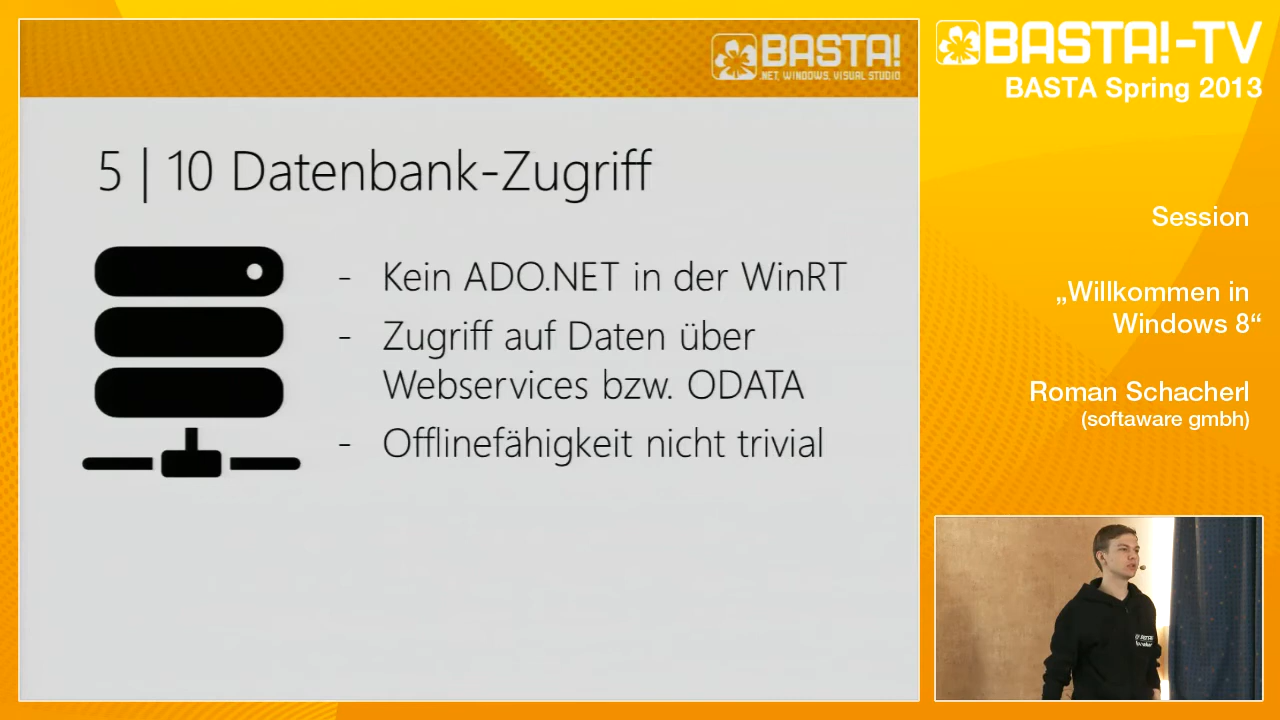 BASTA!
.NET, WINDOWS, VISUAL STUDIO
5 | 10 Datenbank-Zugriff
- Kein ADO.NET in der WinRT
- Zugriff auf Daten über
Webservices bzw. ODATA
- Offlinefähigkeit nicht trivial
BASTA!-TV
BASTA Spring 2013
Session
„Willkommen in
Windows 8“
Roman Schacherl
(softaware gmbh)
BASTA!